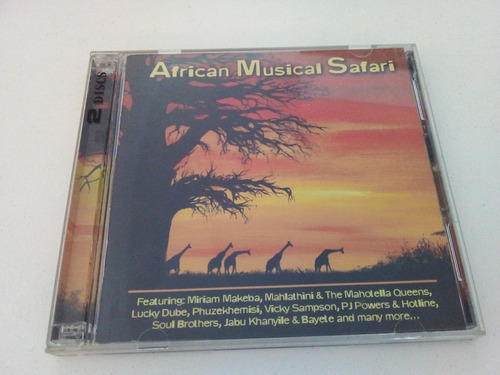 African Musical Safari
2 DISCS
Featuring: Miriam Makeba, Mahlathini & The Mahotella Queens,
Lucky Dube, Phuzekhemisi, Vicky Sampson, PJ Powers & Hotline,
Soul Brothers, Jabu Khanyile & Bayete and many more...